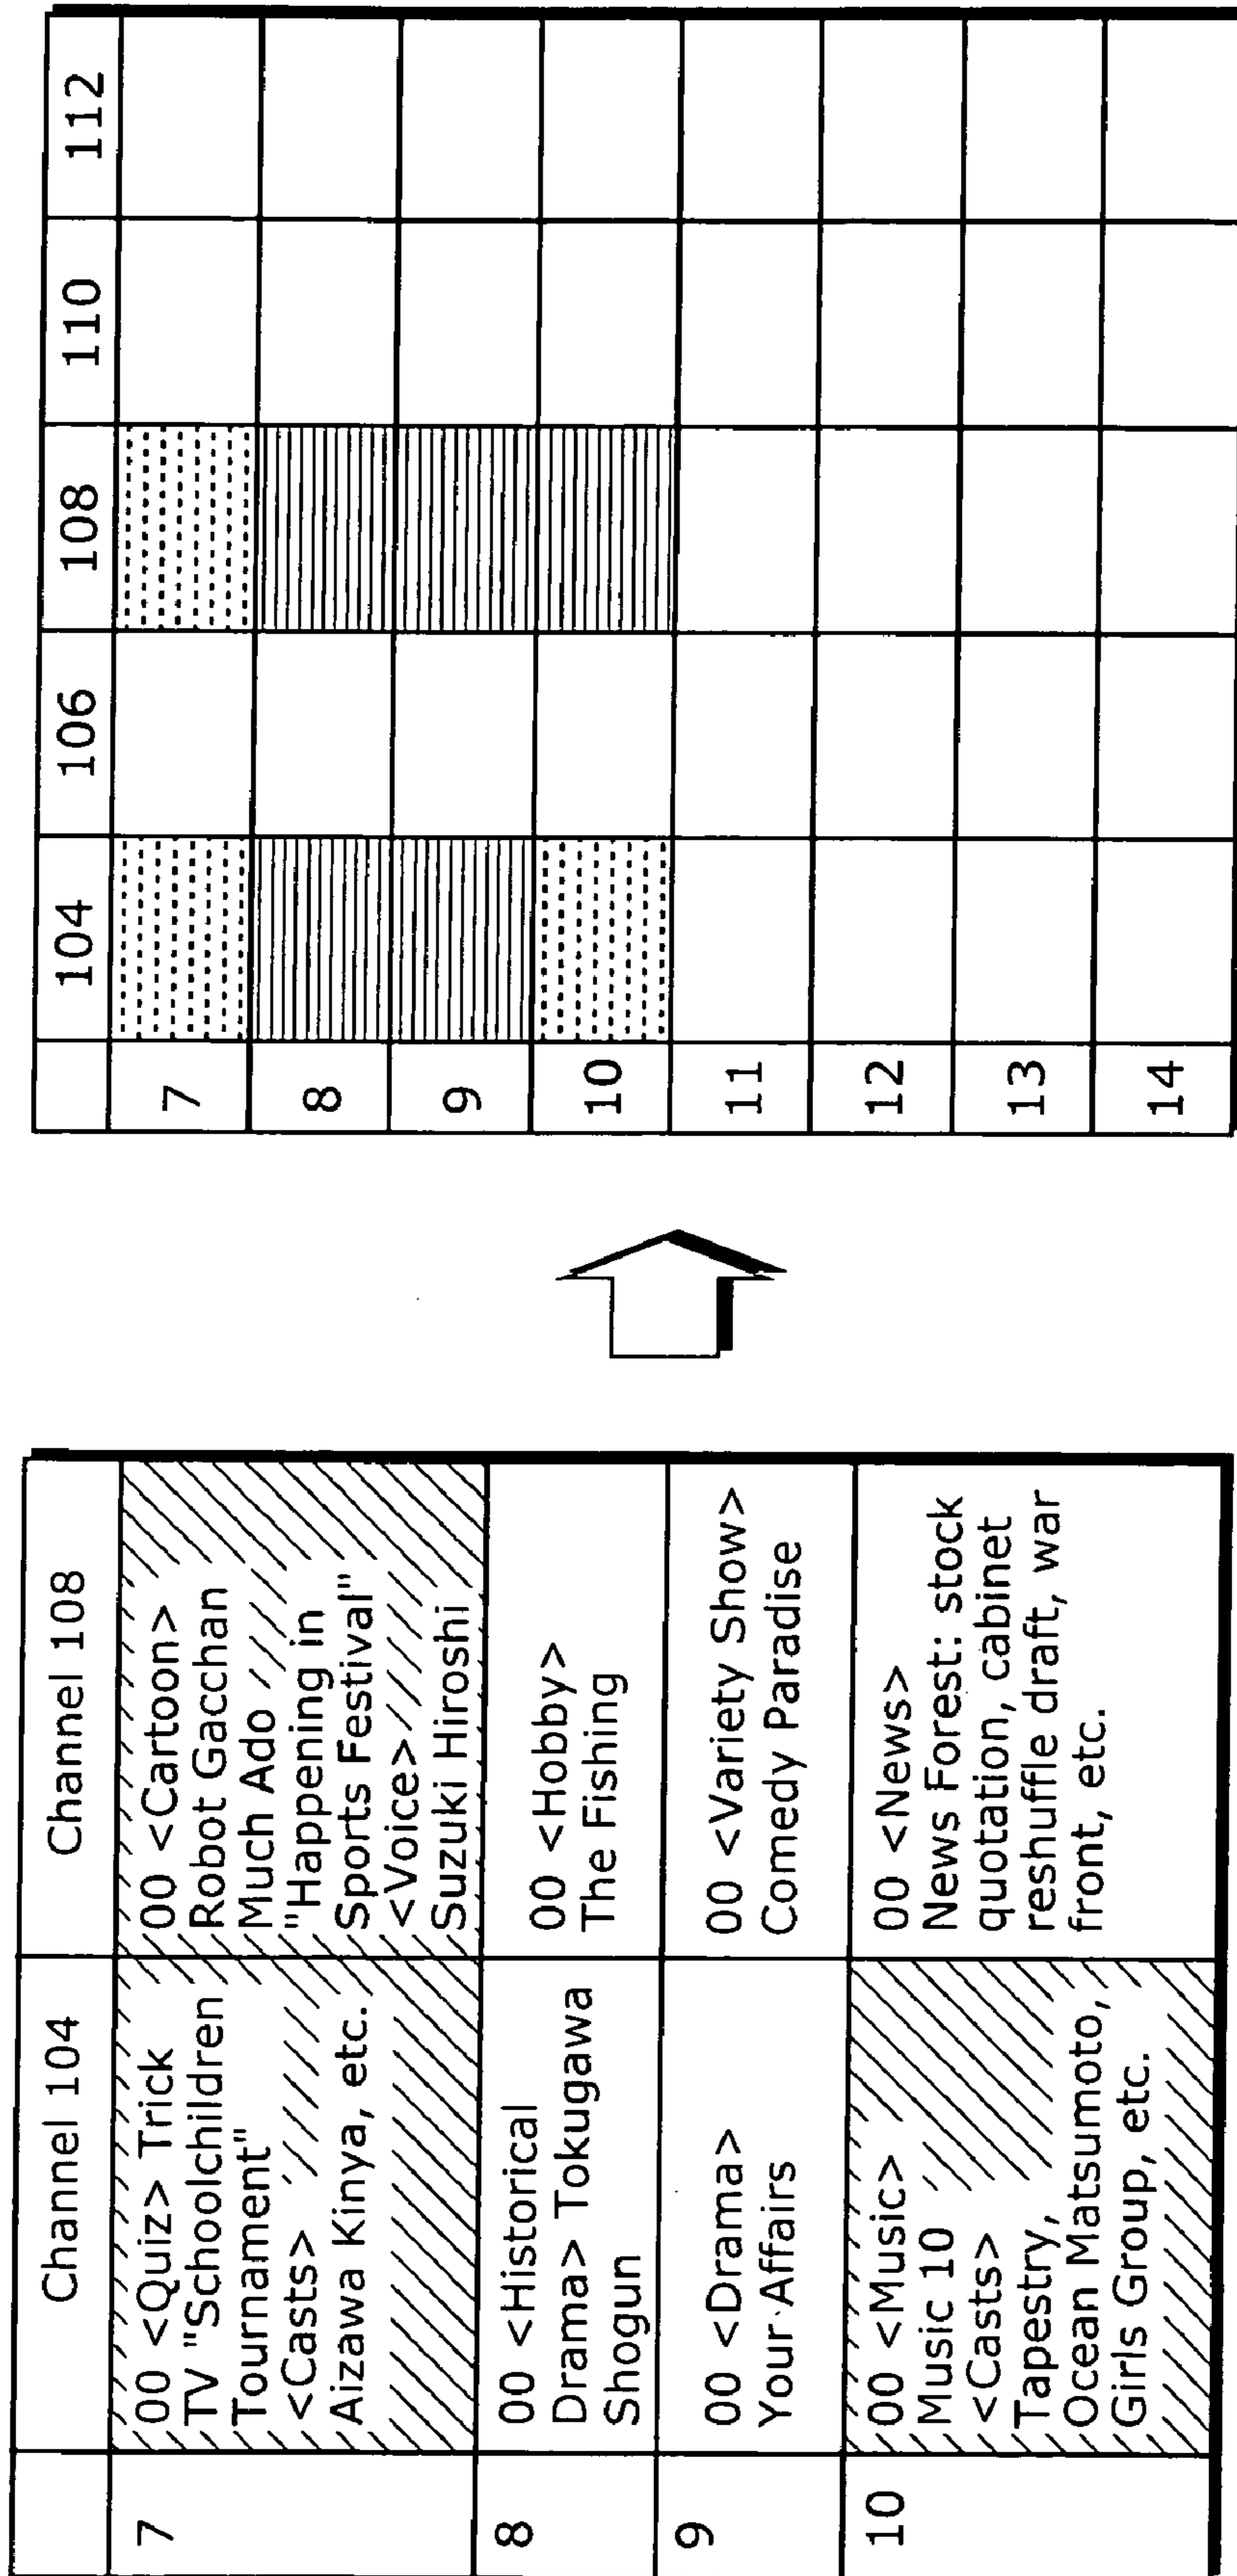 Channel 104 Channel 108
7
00 <Quiz> Trick
TV "Schoolchildren
Tournament"
<Casts>
Aizawa Kinya, etc.
00 <Cartoon>
Robot Gacchan
Much Ado
"Happening in
Sports Festival"
<Voice>
Suzuki Hiroshi
8
00 <Historical
Drama> Tokugawa
Shogun
00 <Hobby>
The Fishing
9
00 <Drama>
Your Affairs
00 <Variety Show>
Comedy Paradise
10
00 <Music>
Music 10
<Casts>
Tapestry,
Ocean Matsumoto,
Girls Group, etc.
00 <News>
News Forest: stock
quotation, cabinet
reshuffle draft, war
front, etc.
104 106 108 110 112
7
8
9
10
11
12
13
14